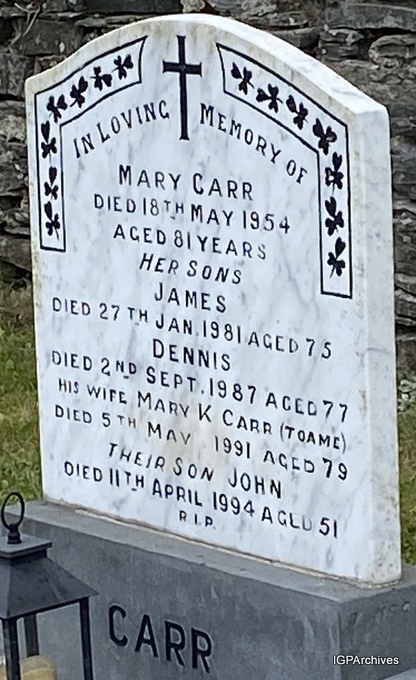 IN LOVING MEMORY OF
MARY CARR
DIED 18TH MAY 1954
AGED 81 YEARS
HER SONS
JAMES
DIED 27TH JAN. 1981 AGED 75
DENNIS
DIED 2ND SEPT. 1987 AGED 77
HIS WIFE MARY K CARR (TOAME)
DIED 5TH MAY 1991 AGED 79
THEIR SON JOHN
DIED 11TH APRIL 1994 AGED 51
R.I.P.
CARR
IGPArchives